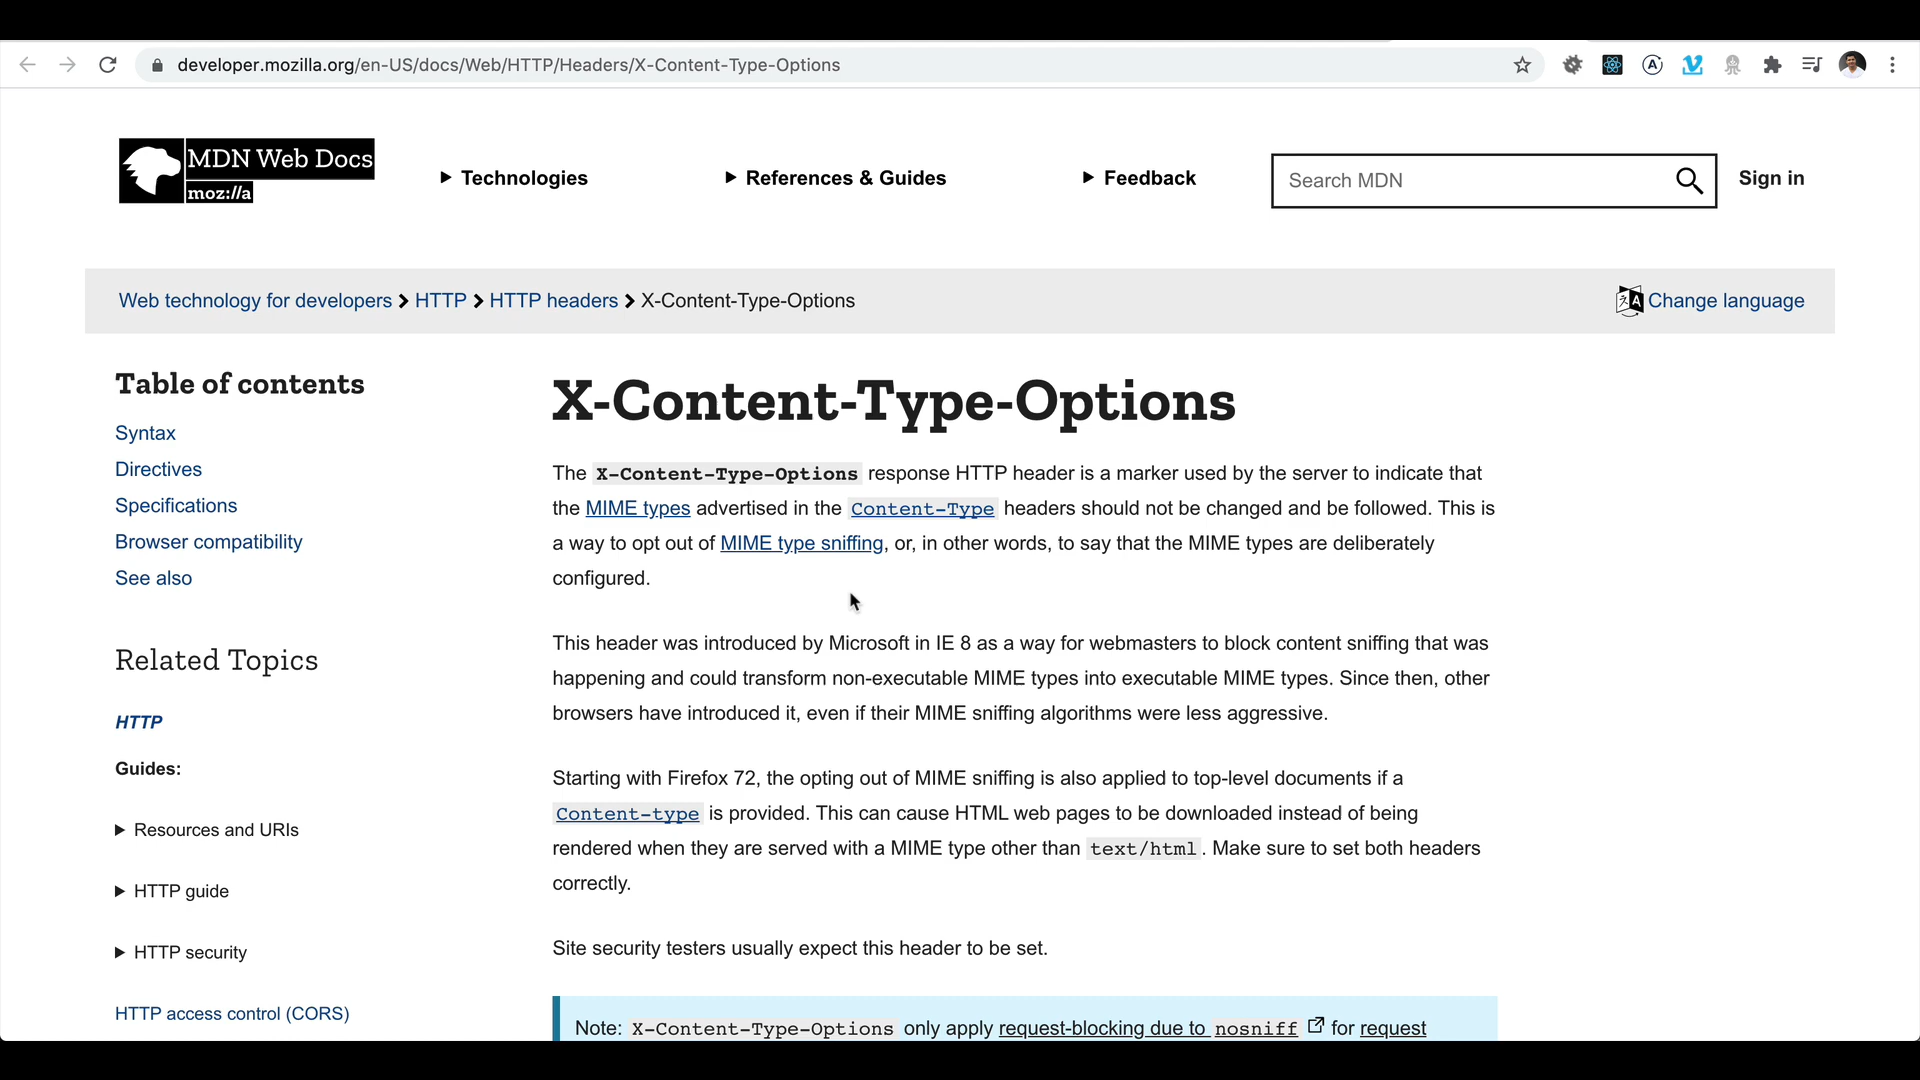 developer.mozilla.org/en-US/docs/Web/HTTP/Headers/X-Content-Type-Options
MDN Web Docs
moz://a
Technologies
References & Guides
Feedback
Search MDN
Sign in
Web technology for developers > HTTP > HTTP headers > X-Content-Type-Options
Change language
Table of contents
Syntax
Directives
Specifications
Browser compatibility
See also
Related Topics
HTTP
Guides:
Resources and URIs
HTTP guide
HTTP security
HTTP access control (CORS)
X-Content-Type-Options
The X-Content-Type-Options response HTTP header is a marker used by the server to indicate that
the MIME types advertised in the Content-Type headers should not be changed and be followed. This is
a way to opt out of MIME type sniffing, or, in other words, to say that the MIME types are deliberately
configured.
This header was introduced by Microsoft in IE 8 as a way for webmasters to block content sniffing that was
happening and could transform non-executable MIME types into executable MIME types. Since then, other
browsers have introduced it, even if their MIME sniffing algorithms were less aggressive.
Starting with Firefox 72, the opting out of MIME sniffing is also applied to top-level documents if a
Content-type is provided. This can cause HTML web pages to be downloaded instead of being
rendered when they are served with a MIME type other than text/html. Make sure to set both headers
correctly.
Site security testers usually expect this header to be set.
Note: X-Content-Type-Options only apply request-blocking due to nosniff for request